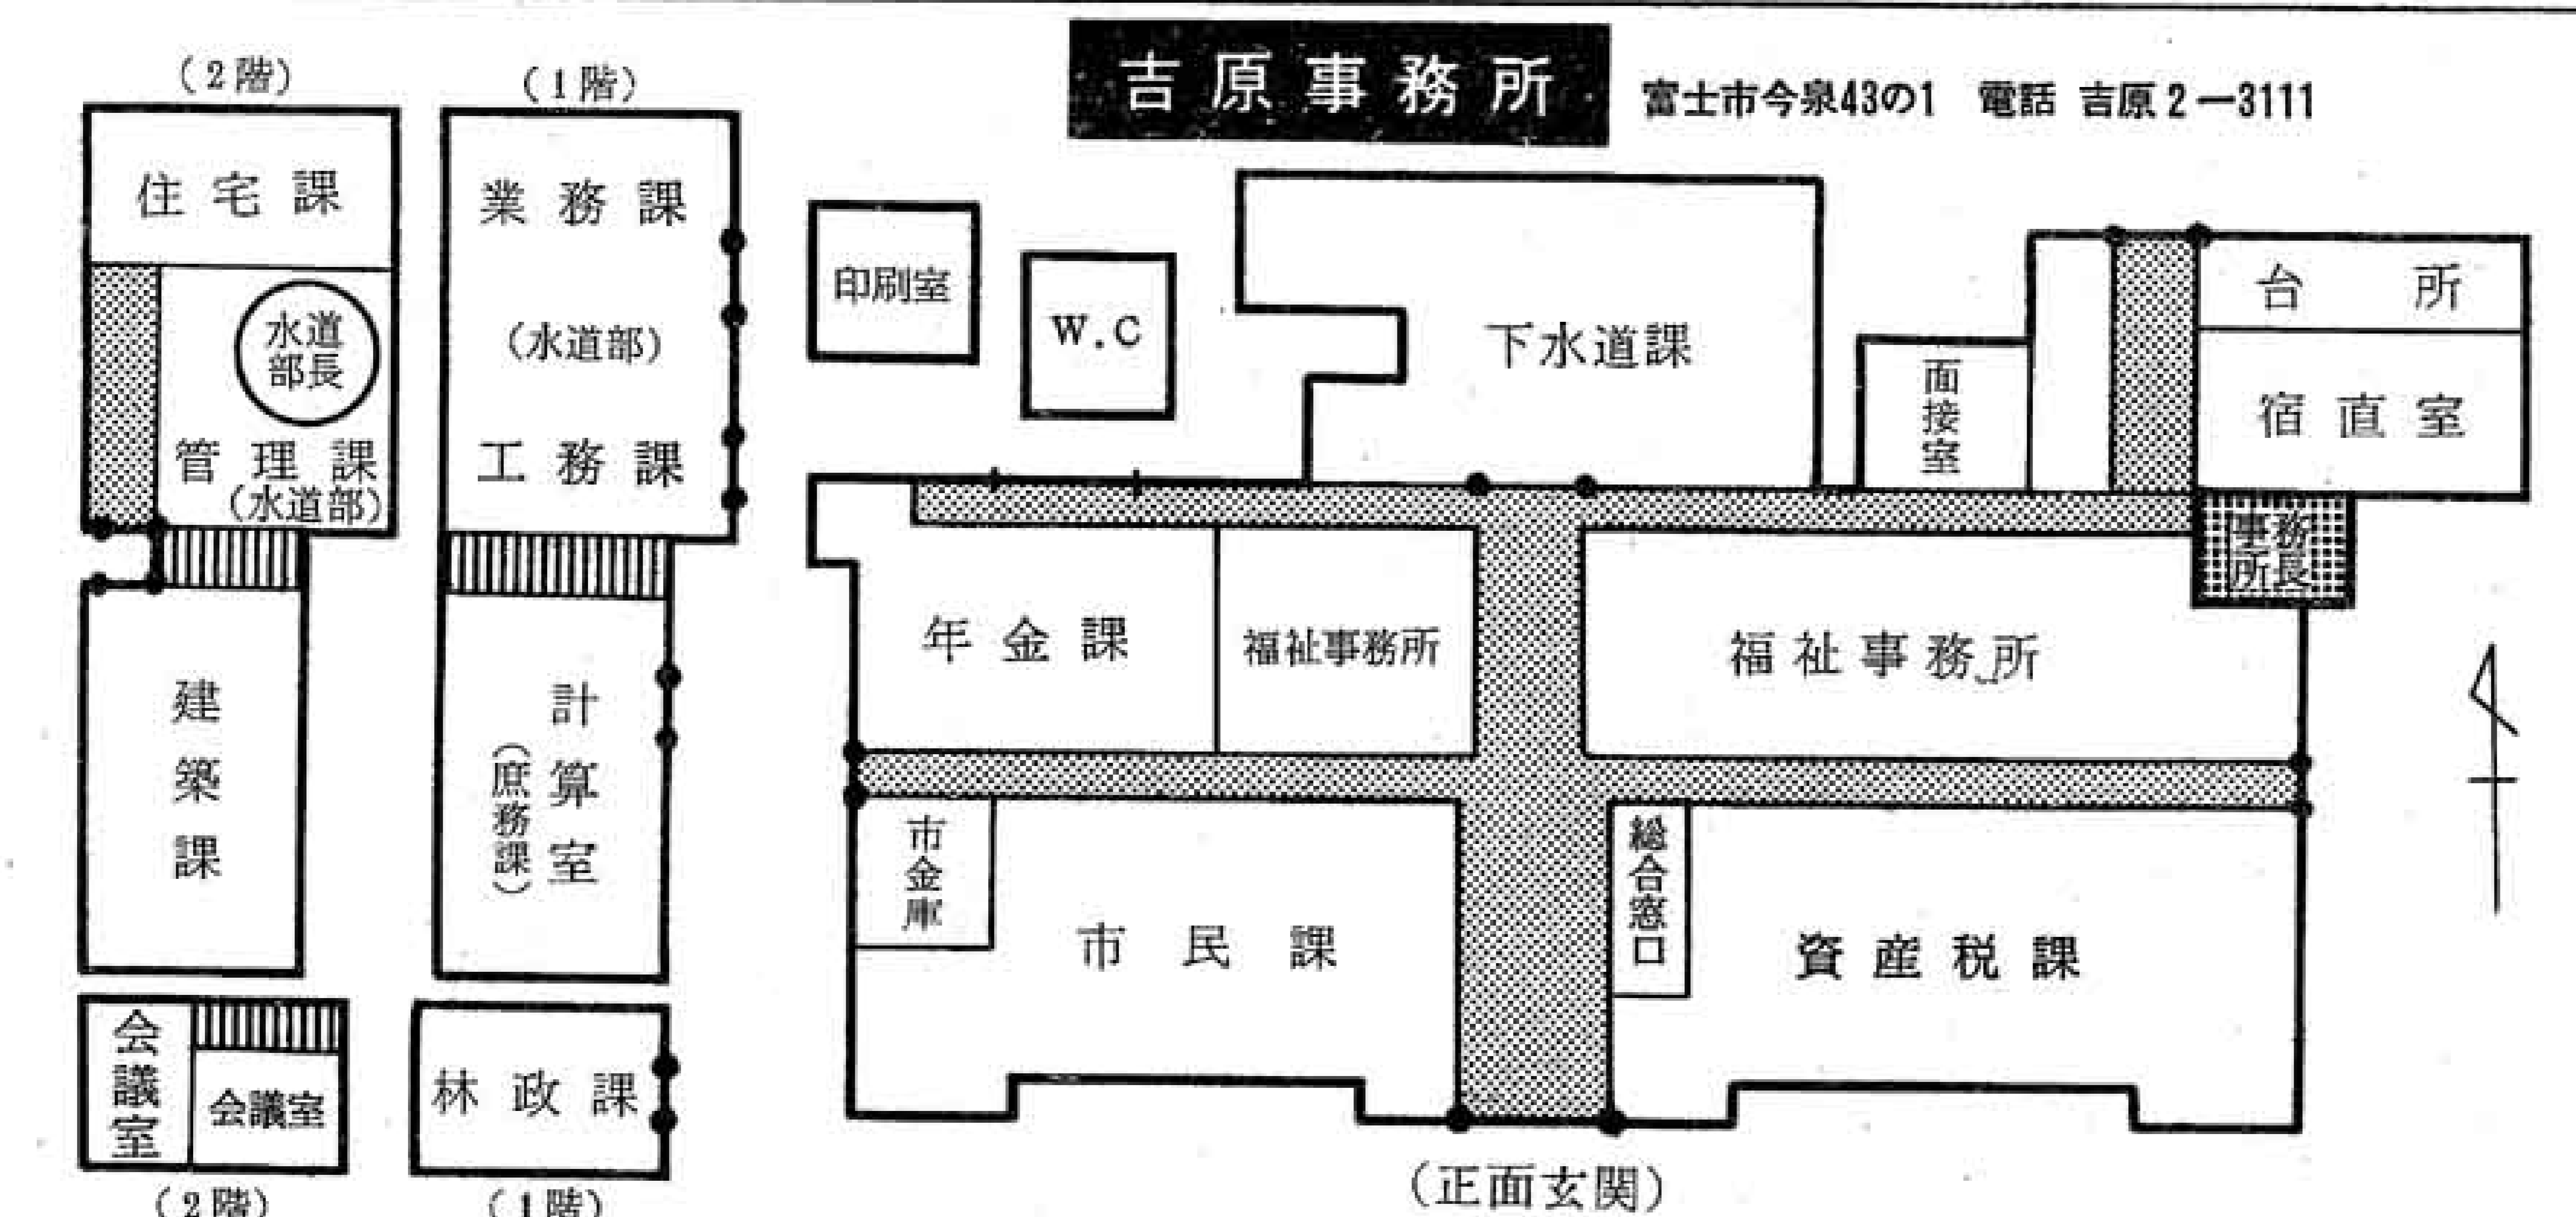 吉原事務所
富士市今泉43の1 電話 吉原2―3111
(2階)
住宅課
水道
部長
管理課
(水道部)
建築課
会議室
会議室
(2階)
(1階)
業務課
(水道部)
工務課
計算室
(庶務課)
林政課
(1階)
印刷室
W.C
下水道課
面接室
台所
宿直室
事務
所長
年金課
福祉事務所
福祉事務所
市金庫
市民課
総合窓口
資産税課
(正面玄関)